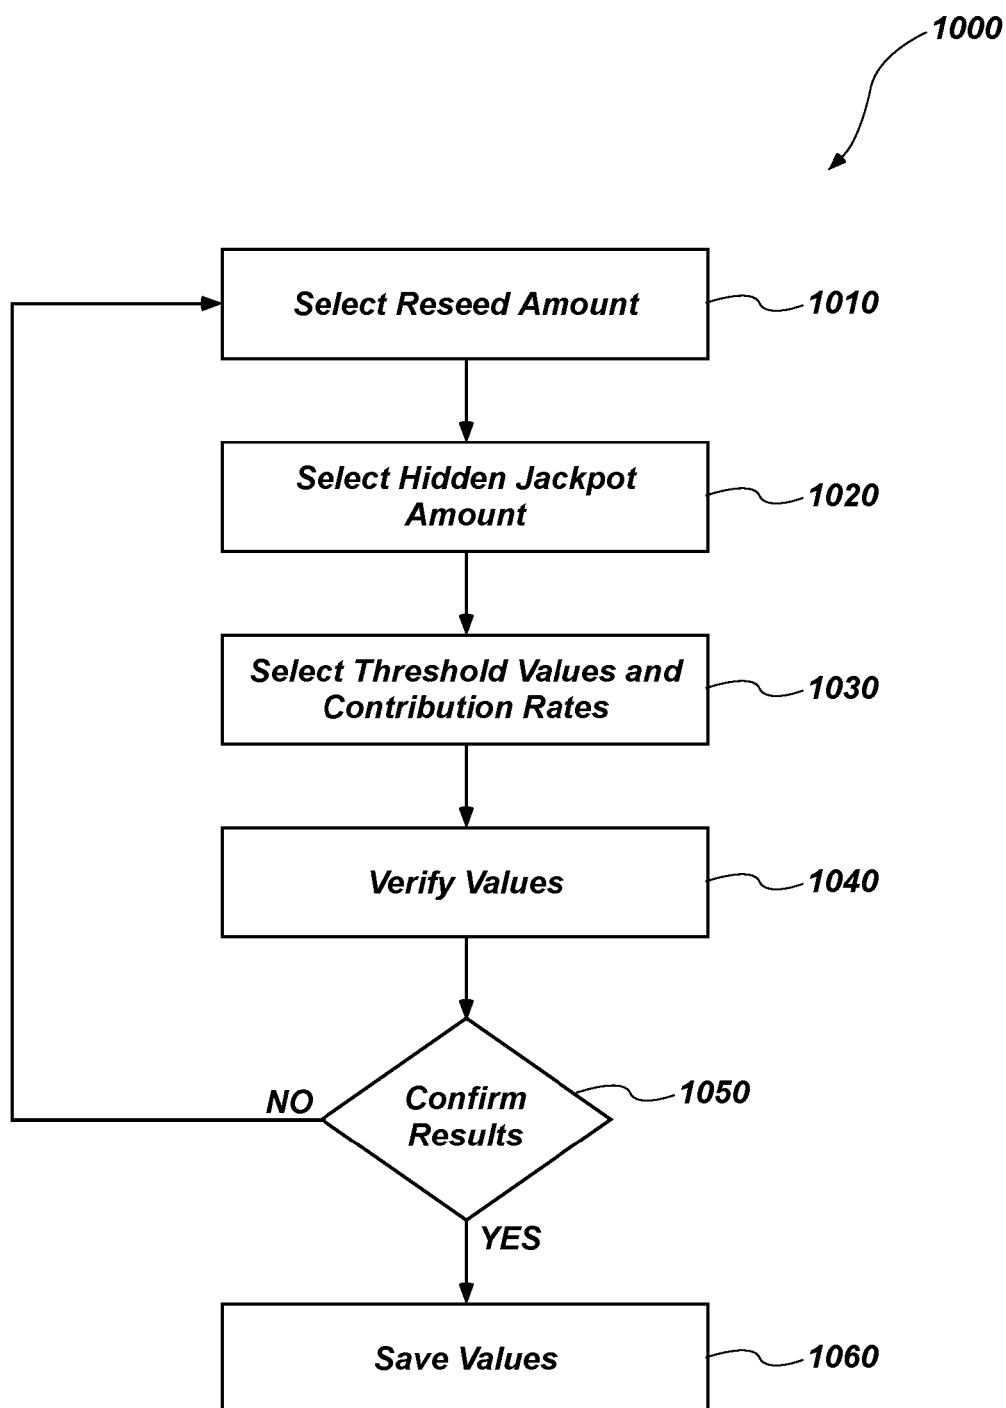 1000
Select Reseed Amount
1010
Select Hidden Jackpot
Amount
1020
Select Threshold Values and
Contribution Rates
1030
Verify Values
1040
Confirm
Results
1050
NO
YES
Save Values
1060